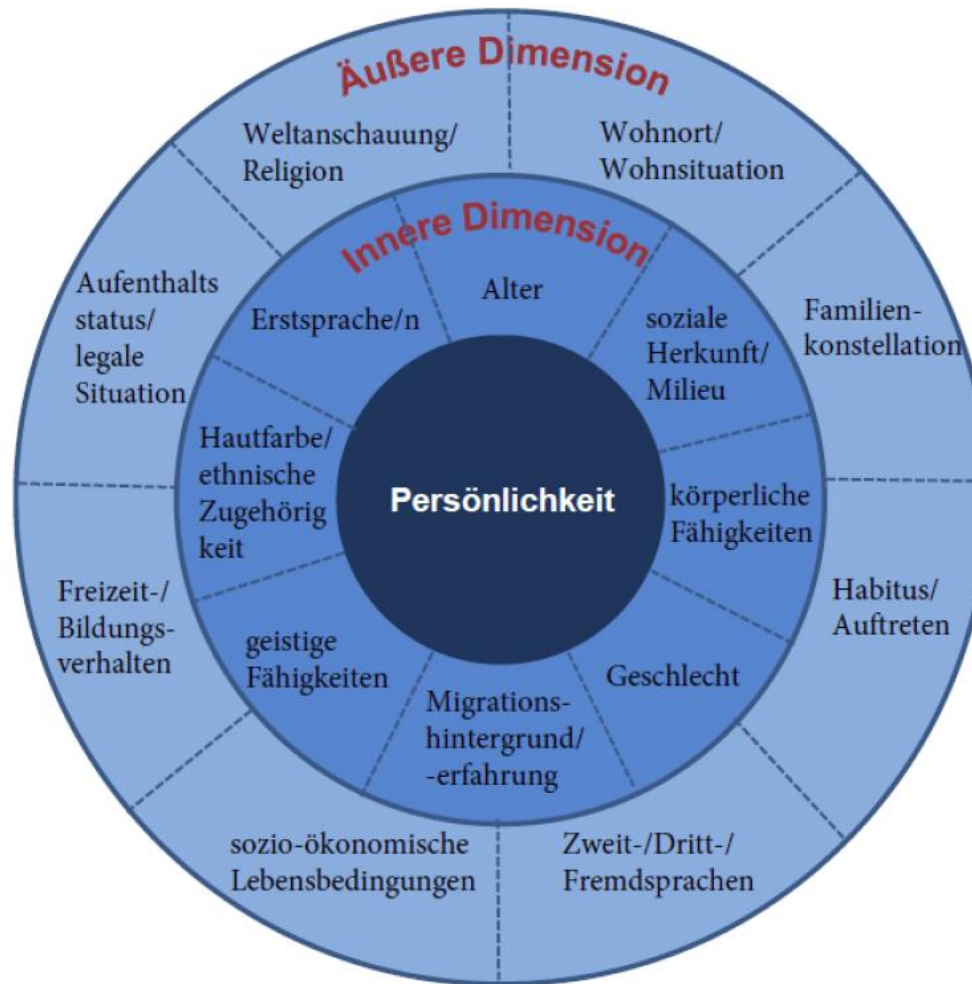 Äußere Dimension
Weltanschauung/
Religion
Wohnort/
Wohnsituation
Familien-
konstellation
Habitus/
Auftreten
Zweit-/Dritt-/
Fremdsprachen
sozio-ökonomische
Lebensbedingungen
Freizeit-/
Bildungs-
verhalten
Aufenthalts
status/
legale
Situation
Innere Dimension
Alter
soziale
Herkunft/
Milieu
körperliche
Fähigkeiten
Geschlecht
Migrations-
hintergrund/
-erfahrung
geistige
Fähigkeiten
Hautfarbe/
ethnische
Zugehörig
keit
Erstsprache/n
Persönlichkeit